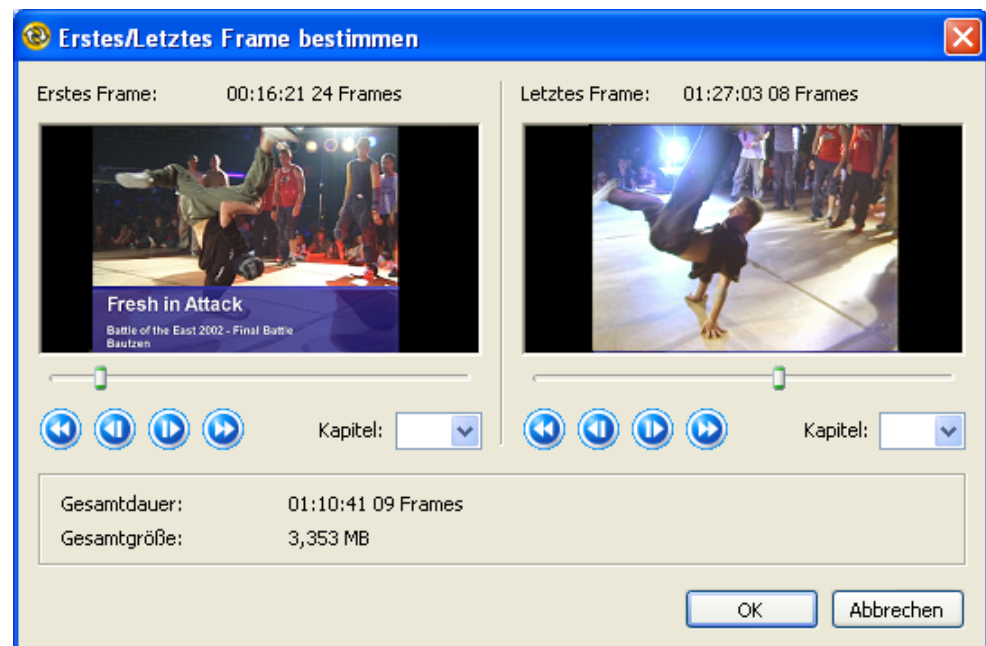 Erstes/Letztes Frame bestimmen
Erstes Frame: 00:16:21 24 Frames
Letztes Frame: 01:27:03 08 Frames
Fresh in Attack
Battle of the East 2002 - Final Battle
Bautzen
Kapitel:
Kapitel:
Gesamtdauer: 01:10:41 09 Frames
Gesamtgröße: 3,353 MB
OK
Abbrechen